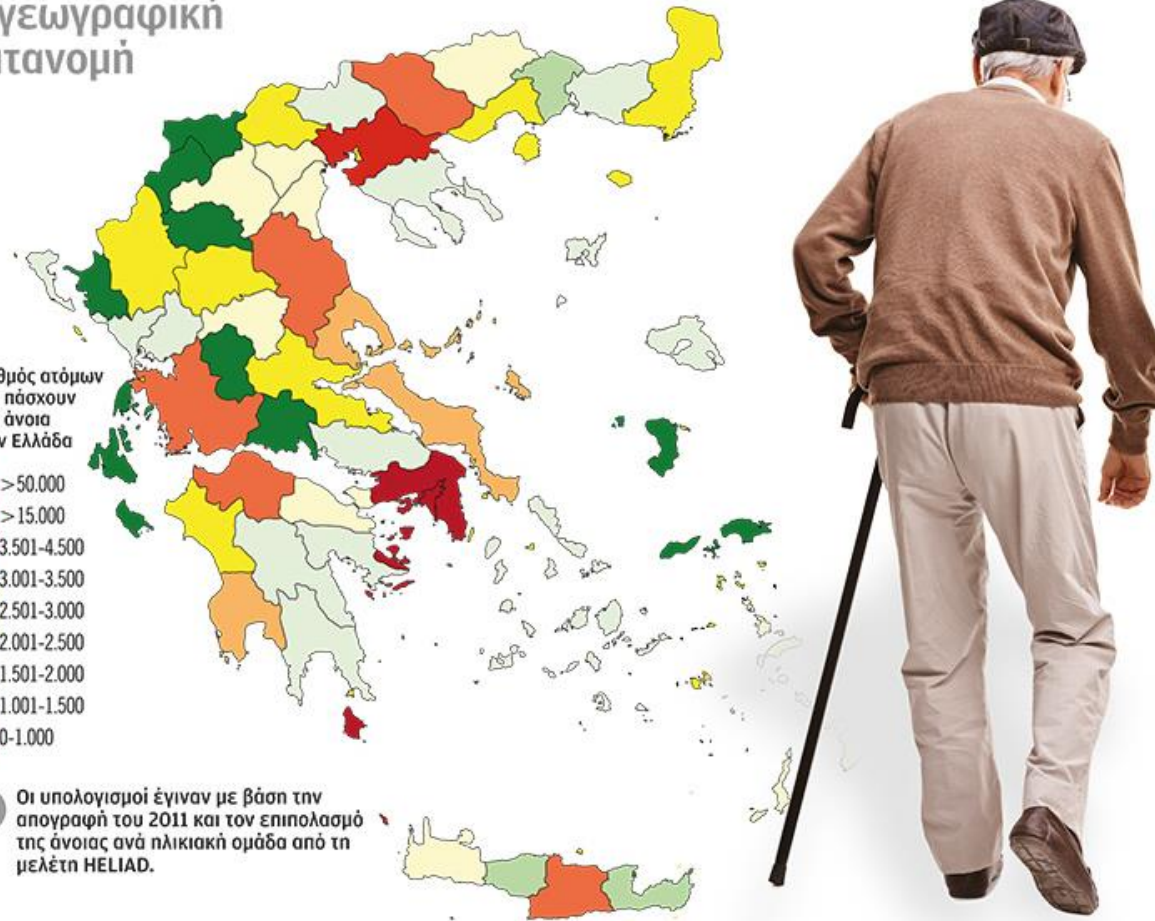 γεωγραφική
τανομή
θμός ατόμων
πάσχουν
άνοια
ν Ελλάδα
>50.000
>15.000
3.501-4.500
3.001-3.500
2.501-3.000
2.001-2.500
1.501-2.000
1.001-1.500
0-1.000
Οι υπολογισμοί έγιναν με βάση την
απογραφή του 2011 και τον επιπολασμό
της άνοιας ανά ηλικιακή ομάδα από τη
μελέτη HELIAD.